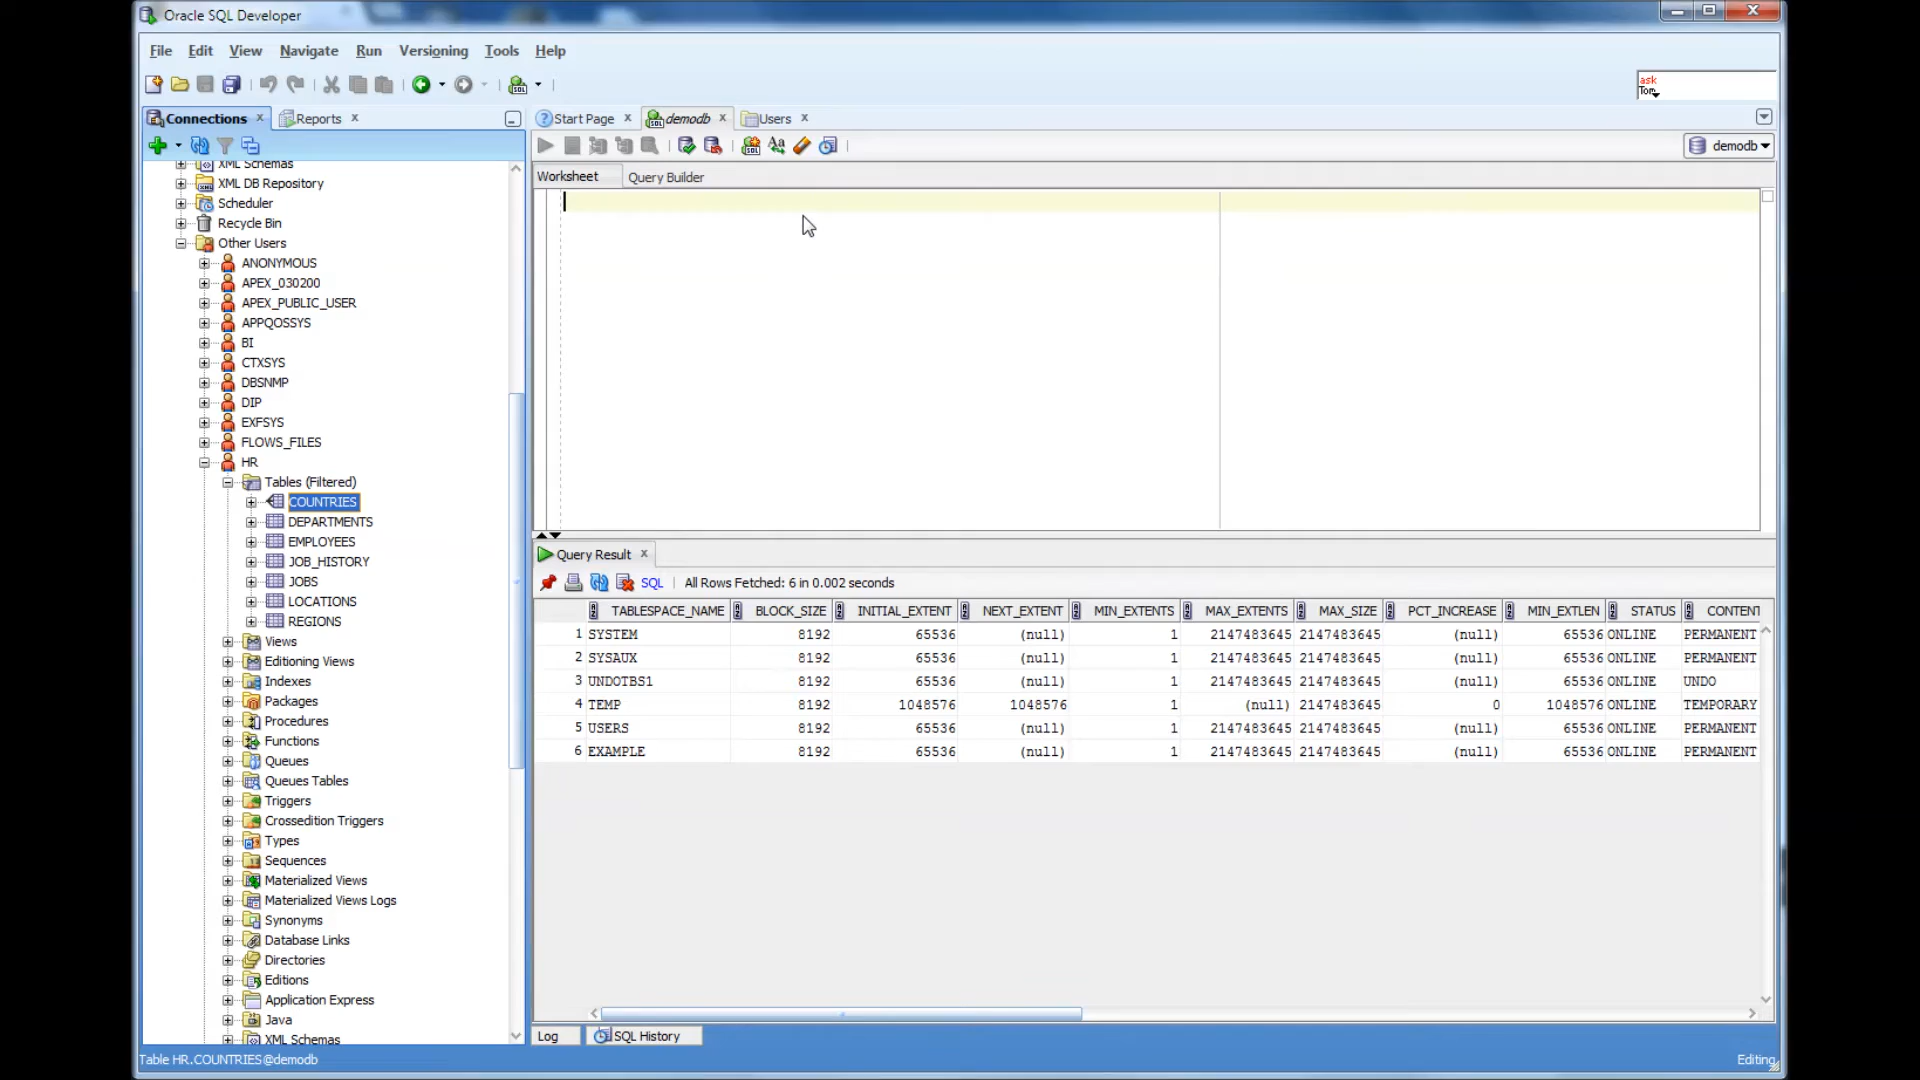 Oracle SQL Developer
File Edit View Navigate Run Versioning Tools Help
ask
Tom
Connections Reports
Start Page demodb Users
demodb
Worksheet Query Builder
XML Schemas
XML DB Repository
Scheduler
Recycle Bin
Other Users
ANONYMOUS
APEX_030200
APEX_PUBLIC_USER
APPQOSSYS
BI
CTXSYS
DBSNMP
DIP
EXFSYS
FLOWS_FILES
HR
Tables (Filtered)
COUNTRIES
DEPARTMENTS
EMPLOYEES
JOB_HISTORY
JOBS
LOCATIONS
REGIONS
Views
Editioning Views
Indexes
Packages
Procedures
Functions
Queues
Queues Tables
Triggers
Crossedition Triggers
Types
Sequences
Materialized Views
Materialized Views Logs
Synonyms
Database Links
Directories
Editions
Application Express
Java
XML Schemas
Query Result
SQL All Rows Fetched: 6 in 0.002 seconds
TABLESPACE_NAME BLOCK_SIZE INITIAL_EXTENT NEXT_EXTENT MIN_EXTENTS MAX_EXTENTS MAX_SIZE PCT_INCREASE MIN_EXTLEN STATUS CONTENT
1 SYSTEM 8192 65536 (null) 1 2147483645 2147483645 (null) 65536 ONLINE PERMANENT
2 SYSAUX 8192 65536 (null) 1 2147483645 2147483645 (null) 65536 ONLINE PERMANENT
3 UNDOTBS1 8192 65536 (null) 1 2147483645 2147483645 (null) 65536 ONLINE UNDO
4 TEMP 8192 1048576 1048576 1 (null) 2147483645 0 1048576 ONLINE TEMPORARY
5 USERS 8192 65536 (null) 1 2147483645 2147483645 (null) 65536 ONLINE PERMANENT
6 EXAMPLE 8192 65536 (null) 1 2147483645 2147483645 (null) 65536 ONLINE PERMANENT
Log SQL History
Table HR.COUNTRIES@demodb
Editing